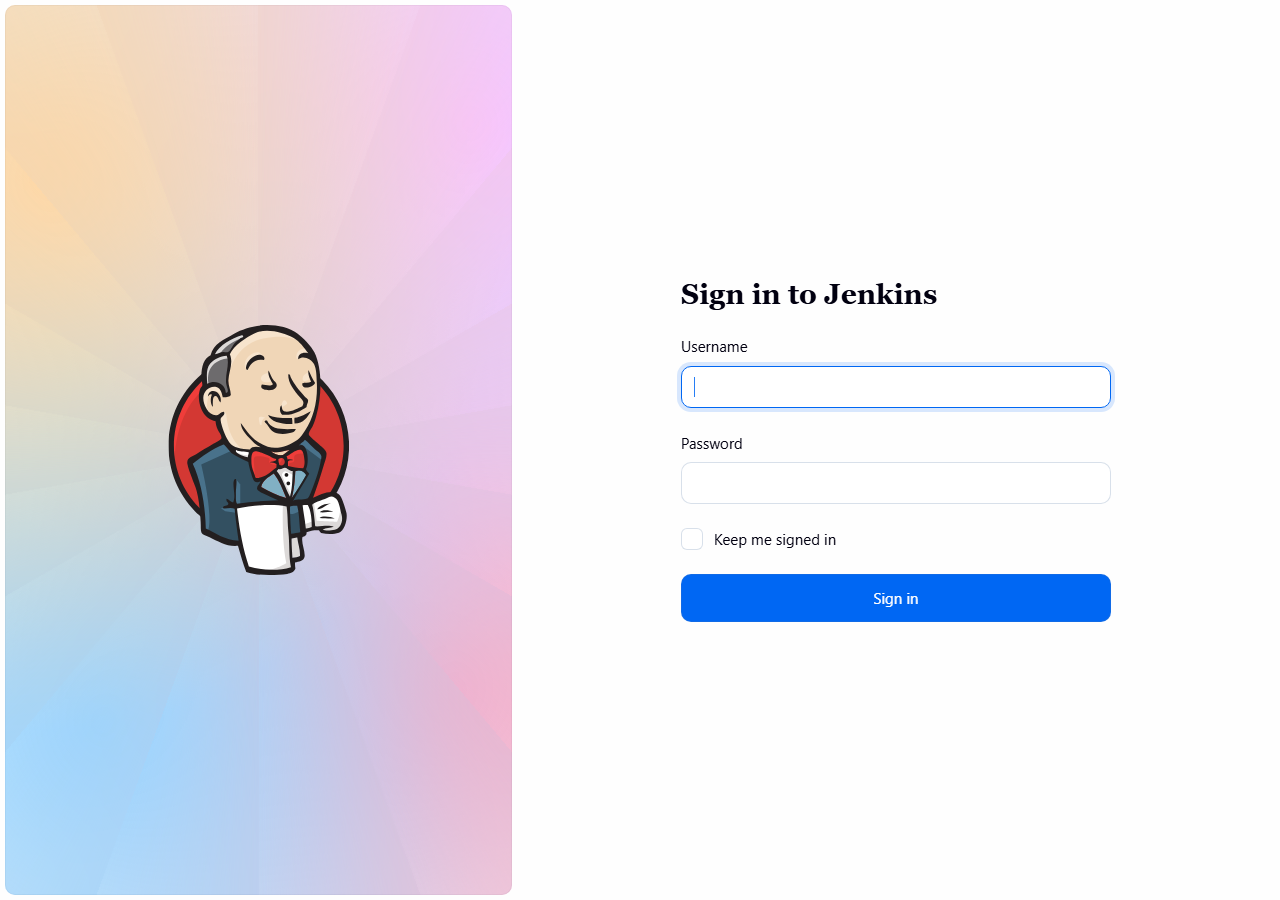 Sign in to Jenkins
Username
Password
Keep me signed in
Sign in